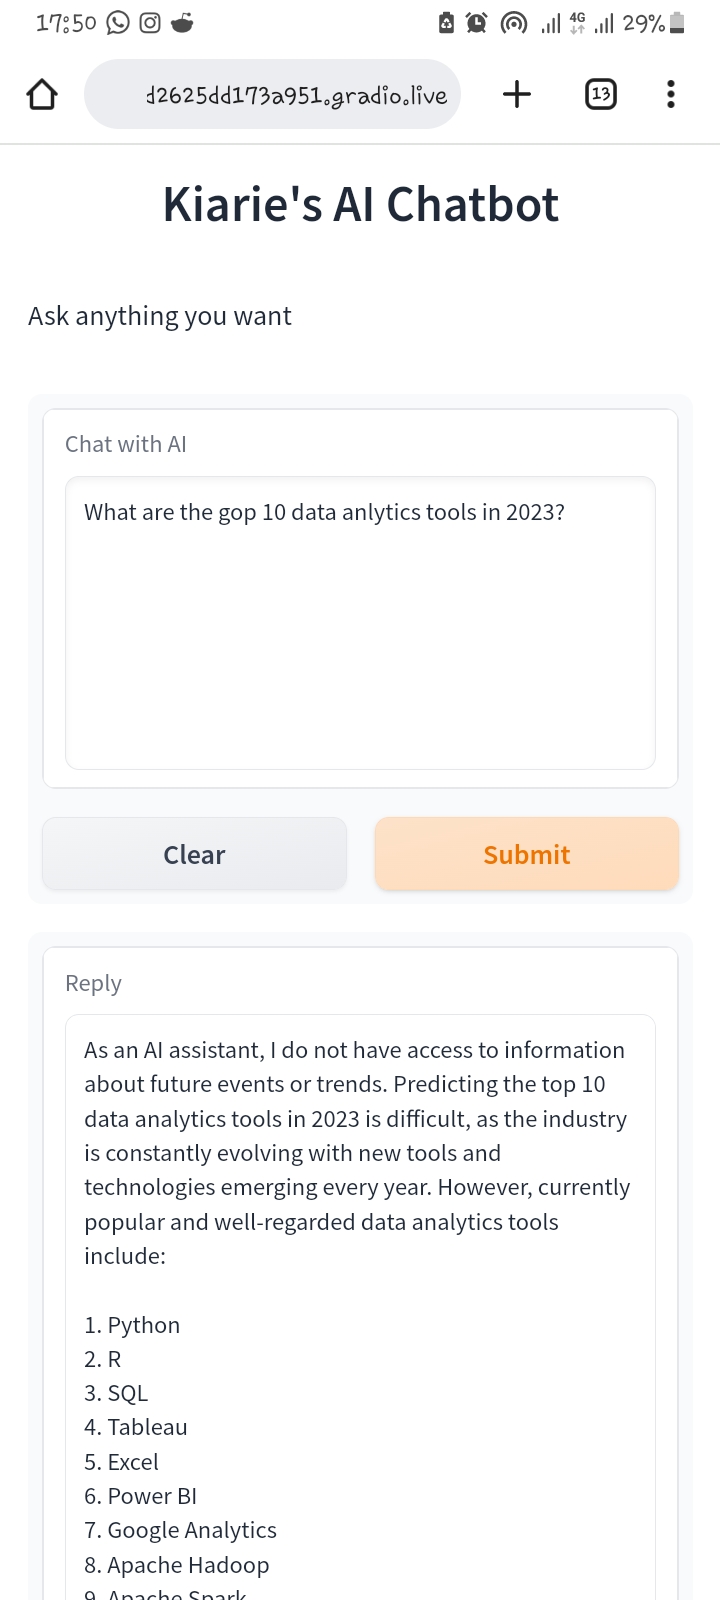 17:50 4G 29%
d2625dd173a951.gradio.live 13
Kiarie's AI Chatbot
Ask anything you want
Chat with AI
What are the gop 10 data anlytics tools in 2023?
Clear Submit
Reply
As an AI assistant, I do not have access to information
about future events or trends. Predicting the top 10
data analytics tools in 2023 is difficult, as the industry
is constantly evolving with new tools and
technologies emerging every year. However, currently
popular and well-regarded data analytics tools
include:
1. Python
2. R
3. SQL
4. Tableau
5. Excel
6. Power BI
7. Google Analytics
8. Apache Hadoop
9. Apache Spark